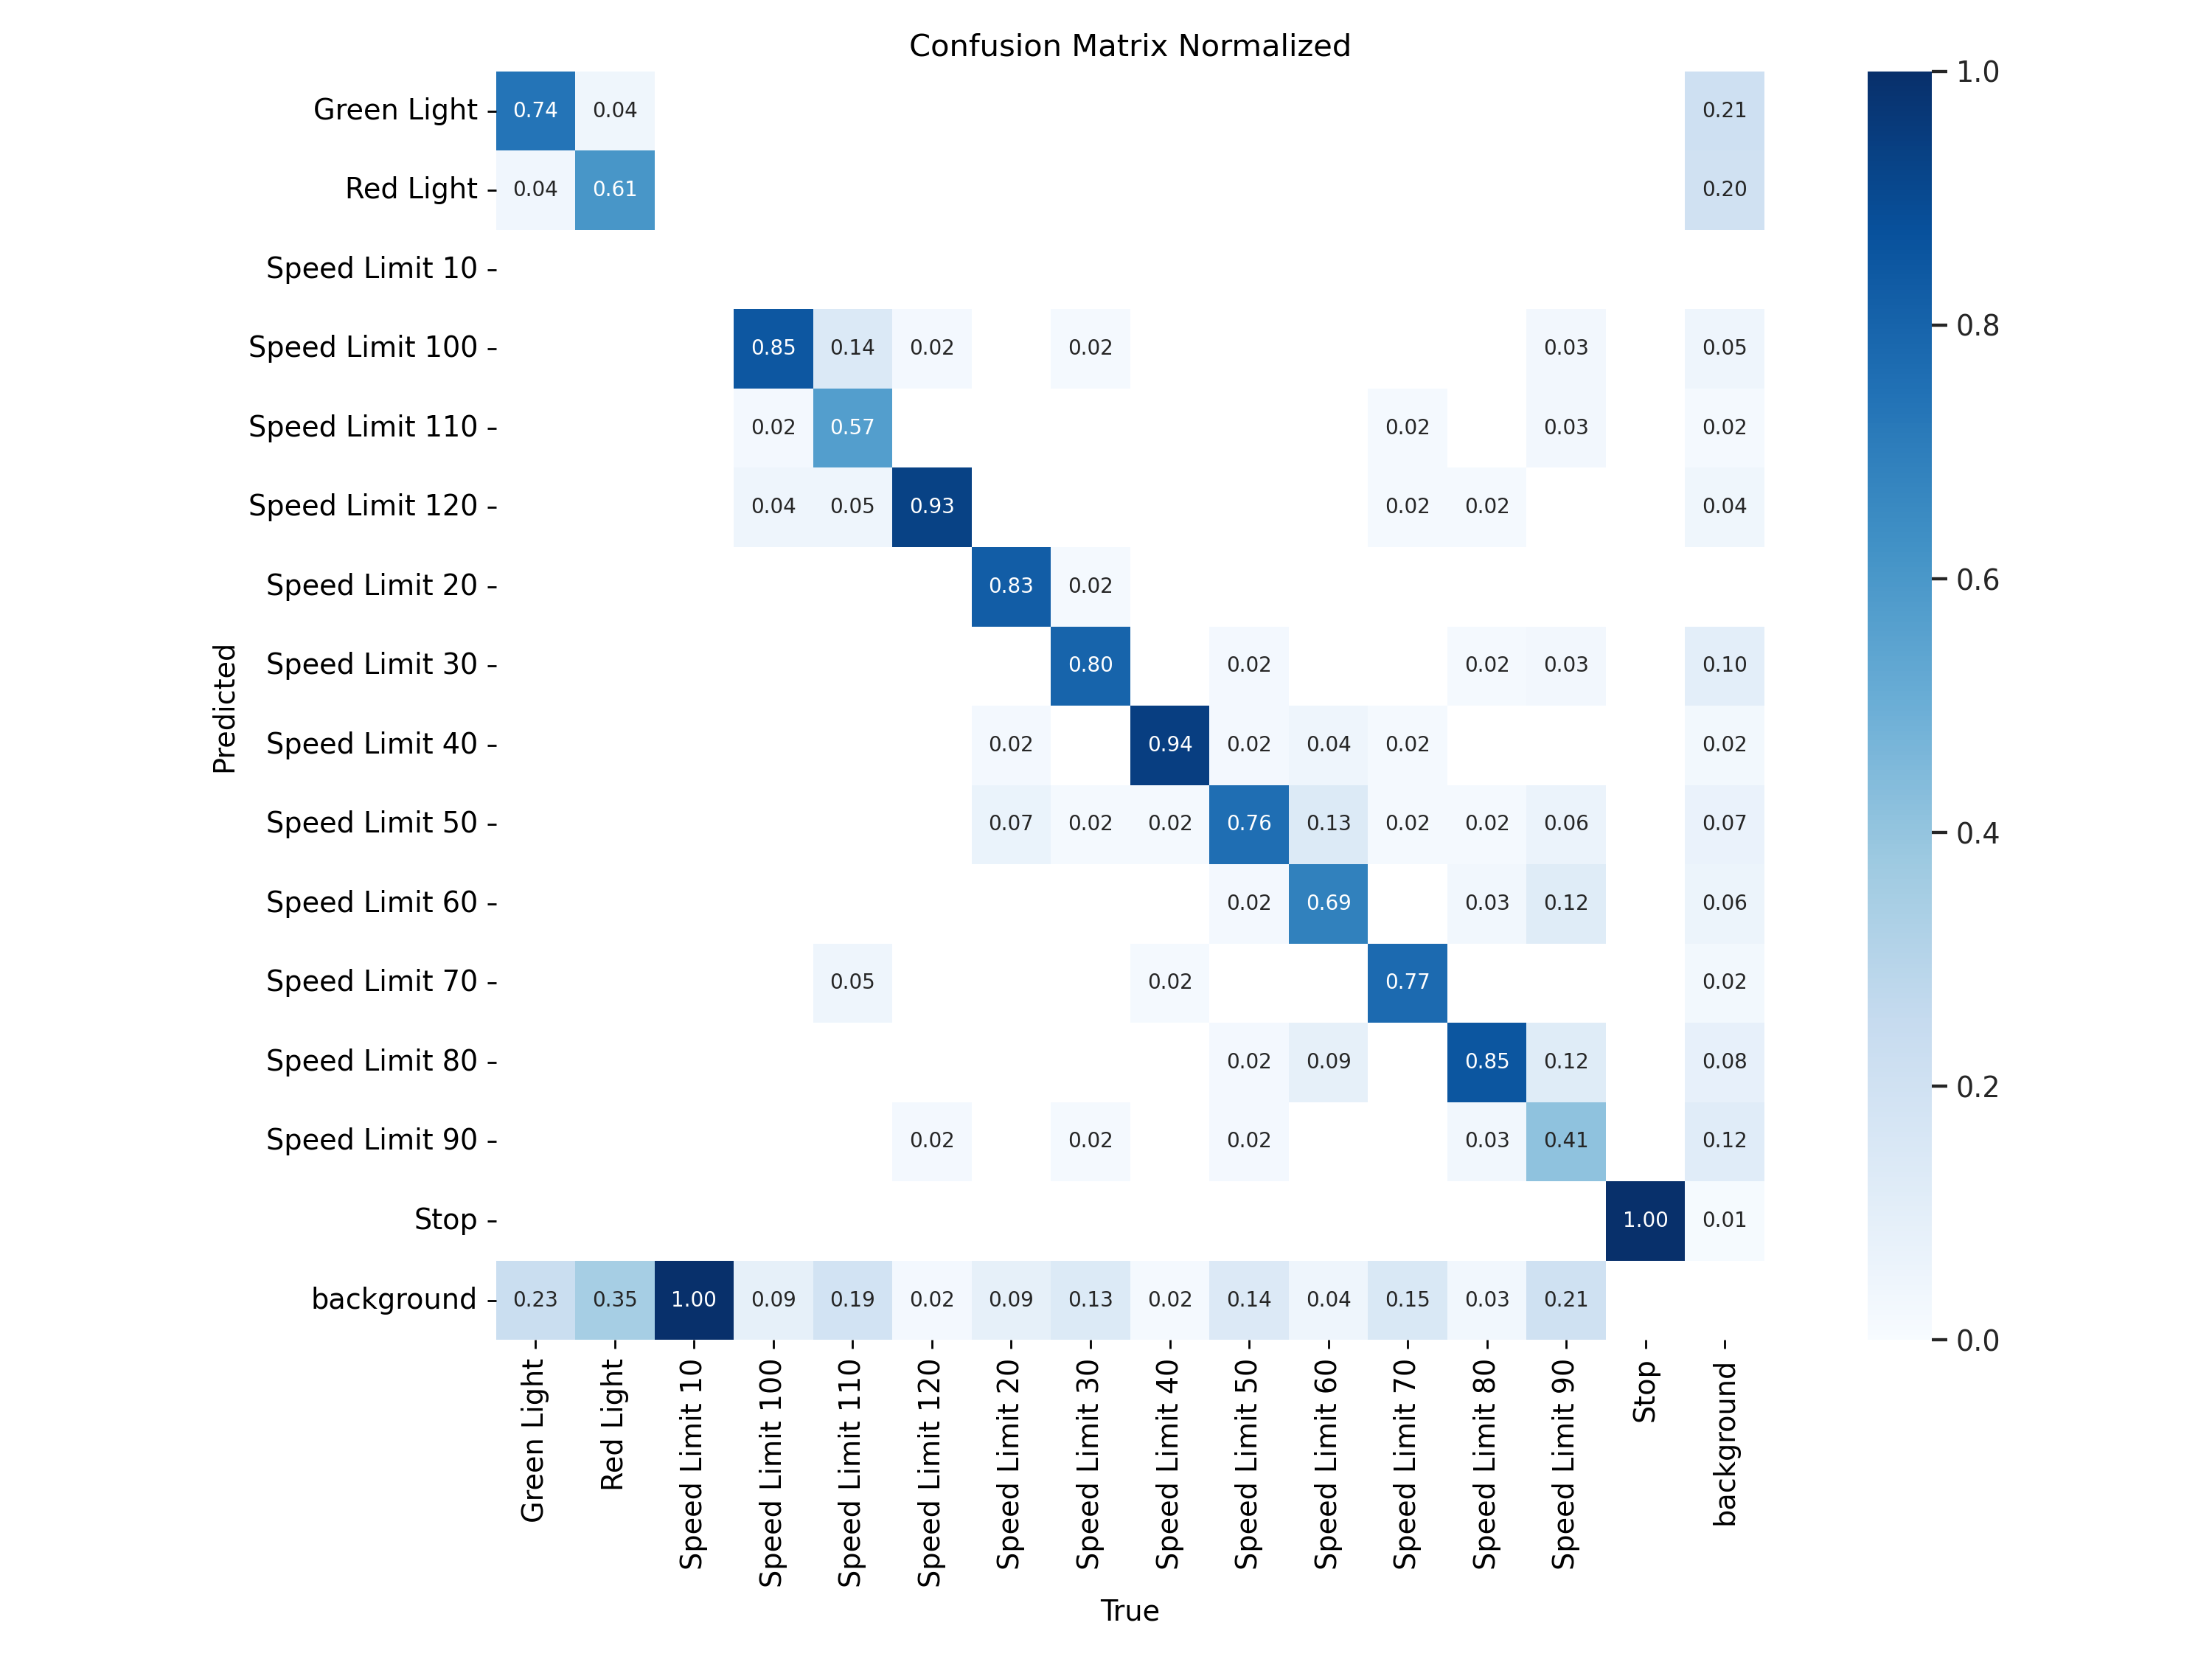 Confusion Matrix Normalized
Green Light 0.74 0.04 0.21
Red Light 0.04 0.61 0.20
Speed Limit 10
Speed Limit 100 0.85 0.14 0.02 0.02 0.03 0.05
Speed Limit 110 0.02 0.57 0.02 0.03 0.02
Speed Limit 120 0.04 0.05 0.93 0.02 0.02 0.04
Speed Limit 20 0.83 0.02
Speed Limit 30 0.80 0.02 0.02 0.03 0.10
Speed Limit 40 0.02 0.94 0.02 0.04 0.02 0.02
Speed Limit 50 0.07 0.02 0.02 0.76 0.13 0.02 0.02 0.06 0.07
Speed Limit 60 0.02 0.69 0.03 0.12 0.06
Speed Limit 70 0.05 0.02 0.77 0.02
Speed Limit 80 0.02 0.09 0.85 0.12 0.08
Speed Limit 90 0.02 0.02 0.02 0.03 0.41 0.12
Stop 1.00 0.01
background 0.23 0.35 1.00 0.09 0.19 0.02 0.09 0.13 0.02 0.14 0.04 0.15 0.03 0.21
Predicted
Green Light
Red Light
Speed Limit 10
Speed Limit 100
Speed Limit 110
Speed Limit 120
Speed Limit 20
Speed Limit 30
Speed Limit 40
Speed Limit 50
Speed Limit 60
Speed Limit 70
Speed Limit 80
Speed Limit 90
Stop
background
True
1.0
0.8
0.6
0.4
0.2
0.0